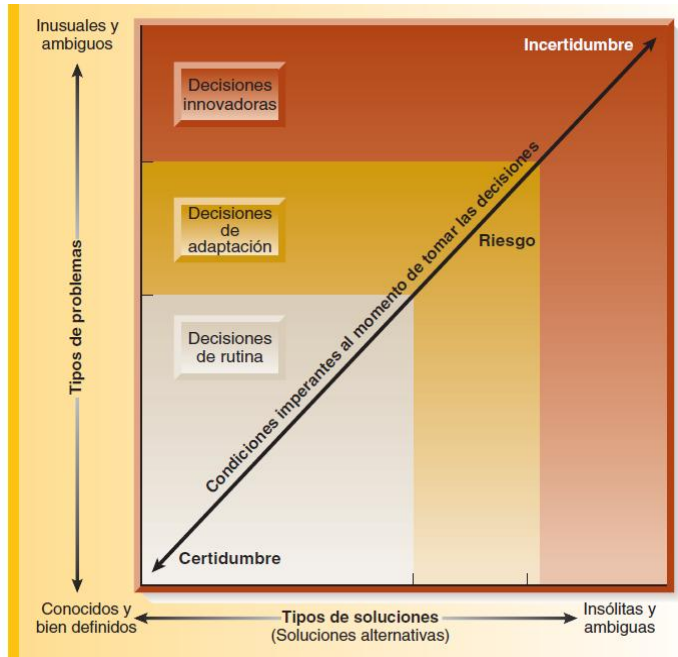 Inusuales y
ambiguos
Incertidumbre
Decisiones
innovadoras
Decisiones
de
adaptación
Riesgo
Decisiones
de rutina
Condiciones imperantes al momento de tomar las decisiones
Tipos de problemas
Certidumbre
Conocidos y
bien definidos
Tipos de soluciones
(Soluciones alternativas)
Insólitas y
ambiguas